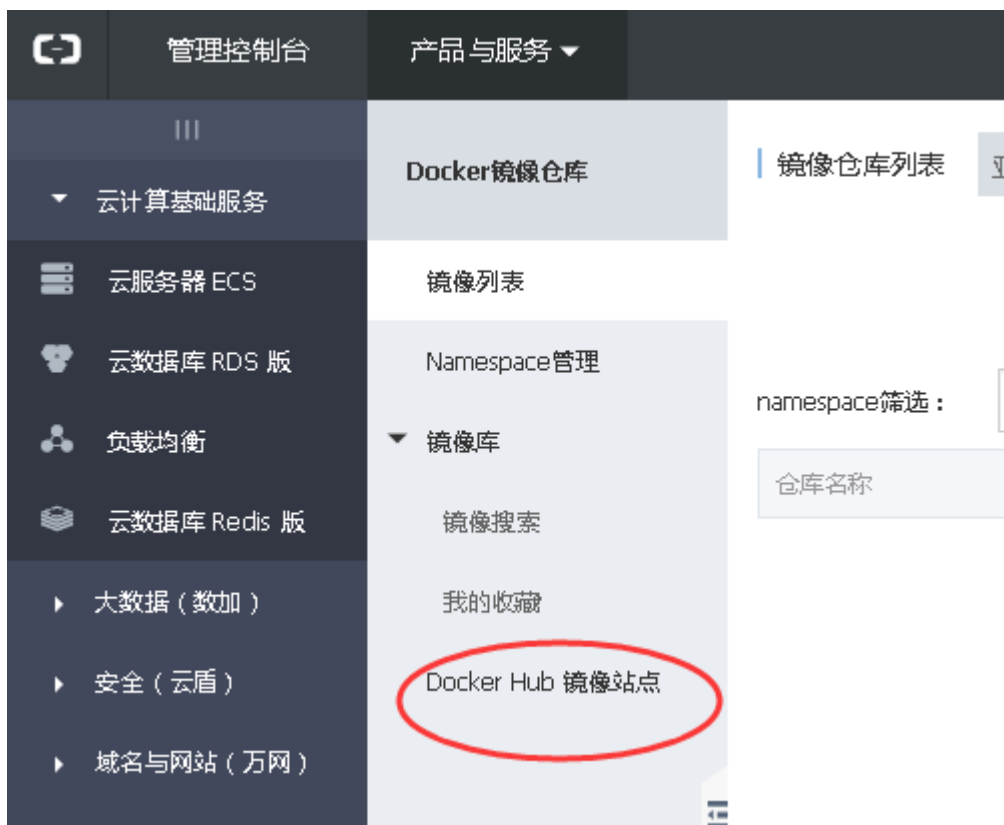 管理控制台
产品与服务
云计算基础服务
云服务器 ECS
云数据库 RDS 版
负载均衡
云数据库 Redis 版
大数据（数加）
安全（云盾）
域名与网站（万网）
Docker镜像仓库
镜像列表
Namespace管理
镜像库
镜像搜索
我的收藏
Docker Hub 镜像站点
镜像仓库列表
namespace筛选：
仓库名称